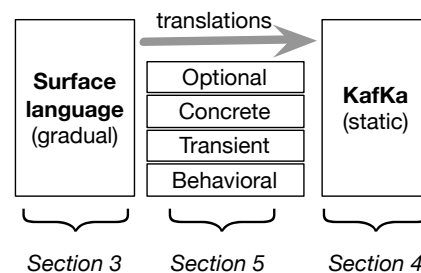 translations
Surface
language
(gradual)
Optional
Concrete
Transient
Behavioral
KafKa
(static)
Section 3
Section 5
Section 4